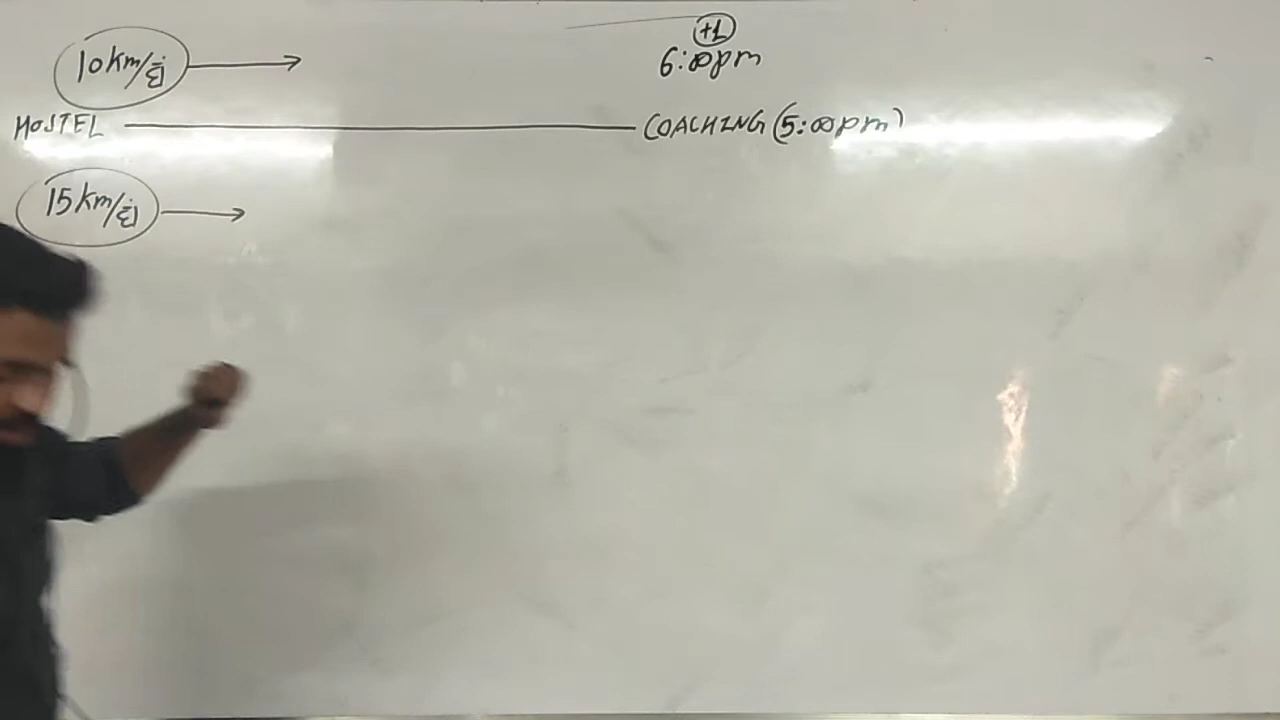 +1
10km/घं
6:00pm
HOSTEL COACHING (5:00pm)
15km/घं